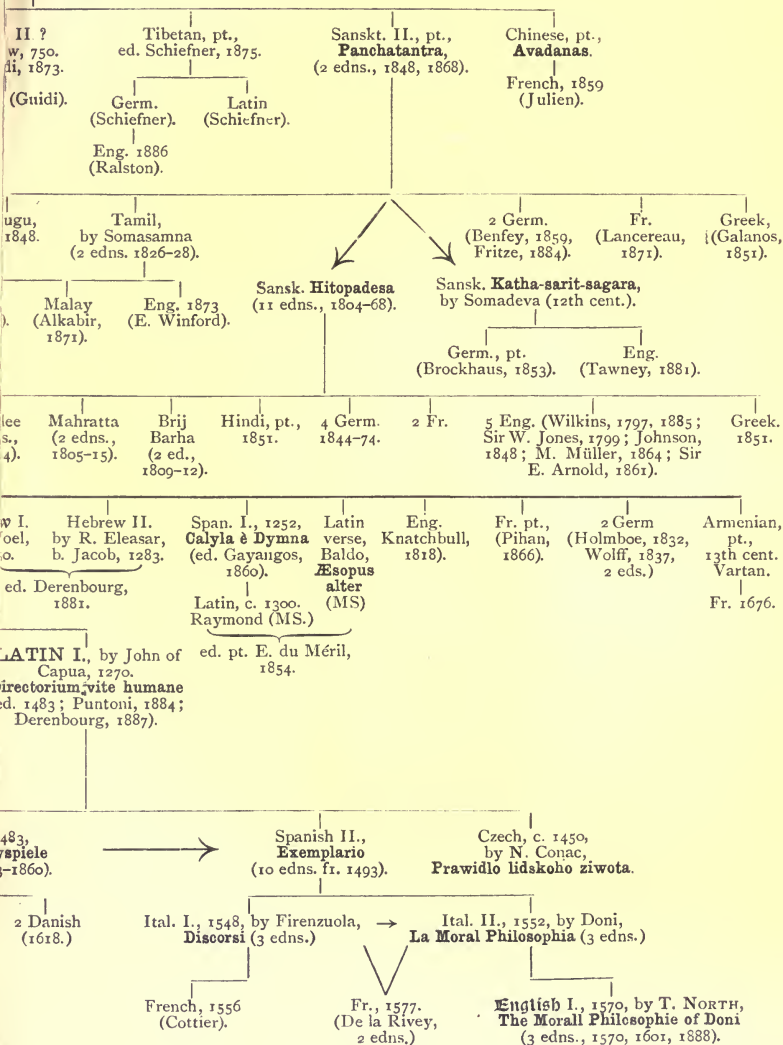 II ?
w, 750.
di, 1873.
(Guidi).
Tibetan, pt.,
ed. Schiefner, 1875.
Germ.
(Schiefner).
Latin
(Schiefner).
Eng. 1886
(Ralston).
Sanskt. II., pt.,
Panchatantra,
(2 edns., 1848, 1868).
Chinese, pt.,
Avadanas.
French, 1859
(Julien).
ugu,
1848.
Tamil,
by Somasamna
(2 edns. 1826–28).
2 Germ.
(Benfey, 1859,
Fritze, 1884).
Fr.
(Lancereau,
1871).
Greek,
(Galanos,
1851).
).
Malay
(Alkabir,
1871).
Eng. 1873
(E. Winford).
Sansk. Hitopadesa
(11 edns., 1804–68).
Sansk. Katha-sarit-sagara,
by Somadeva (12th cent.).
Germ., pt.
(Brockhaus, 1853).
Eng.
(Tawney, 1881).
lee
s.,
4).
Mahratta
(2 edns.,
1805–15).
Brij
Barha
(2 ed.,
1809–12).
Hindi, pt.,
1851.
4 Germ.
1844–74.
2 Fr.
5 Eng. (Wilkins, 1797, 1885 ;
Sir W. Jones, 1799 ; Johnson,
1848 ; M. Müller, 1864 ; Sir
E. Arnold, 1861).
Greek.
1851.
w I.
oel,
o.
Hebrew II.
by R. Eleasar,
b. Jacob, 1283.
ed. Derenbourg,
1881.
Span. I., 1252,
Calyla è Dymna
(ed. Gayangos,
1860).
Latin, c. 1300.
Raymond (MS.)
Latin
verse,
Baldo,
Æsopus
alter
(MS)
ed. pt. E. du Méril,
1854.
Eng.
Knatchbull,
1818).
Fr. pt.,
(Pihan,
1866).
2 Germ
(Holmboe, 1832,
Wolff, 1837,
2 eds.)
Armenian,
pt.,
13th cent.
Vartan.
Fr. 1676.
LATIN I., by John of
Capua, 1270.
irectorium vite humane
ed. 1483 ; Puntoni, 1884 ;
Derenbourg, 1887).
483,
yspiele
3–1860).
Spanish II.,
Exemplario
(10 edns. f1. 1493).
Czech, c. 1450,
by N. Conac,
Prawidlo lidskoho ziwota.
2 Danish
(1618.)
Ital. I., 1548, by Firenzuola,
Discorsi (3 edns.)
Ital. II., 1552, by Doni,
La Moral Philosophia (3 edns.)
French, 1556
(Cottier).
Fr., 1577.
(De la Rivey,
2 edns.)
English I., 1570, by T. NORTH,
The Morall Philosophie of Doni
(3 edns., 1570, 1601, 1888).